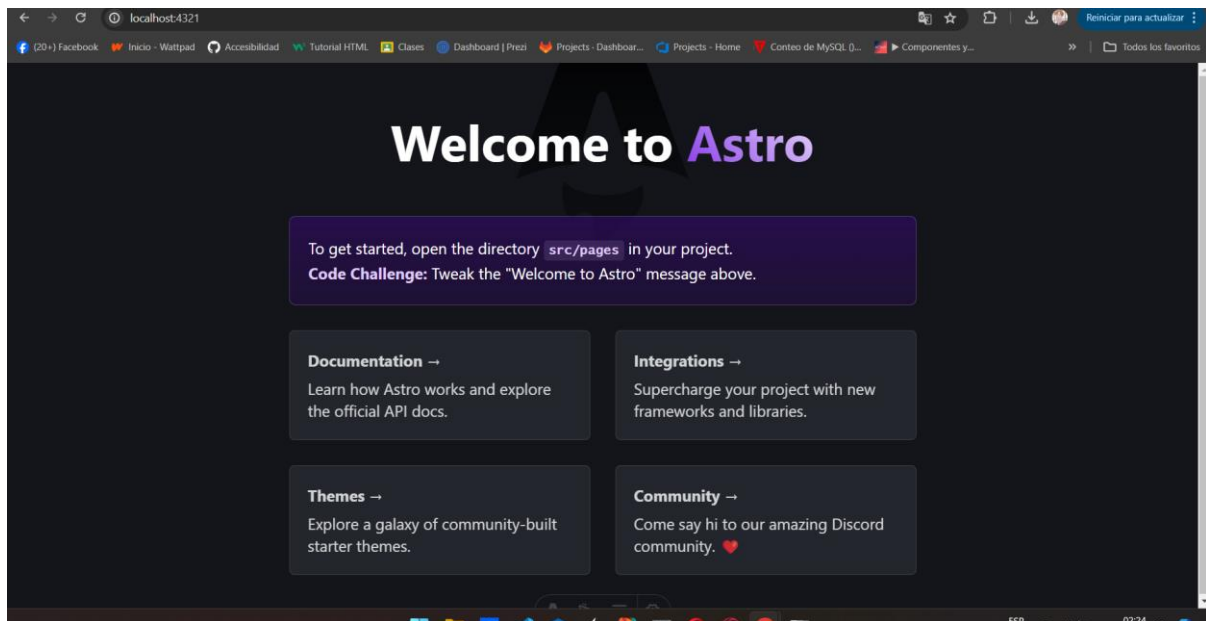 localhost:4321
Reiniciar para actualizar
(20+) Facebook Inicio - Wattpad Accesibilidad Tutorial HTML Clases Dashboard | Prezi Projects - Dashboar... Projects - Home Conteo de MySQL ()... ► Componentes y... » Todos los favoritos
Welcome to Astro
To get started, open the directory src/pages in your project.
Code Challenge: Tweak the "Welcome to Astro" message above.
Documentation →
Learn how Astro works and explore
the official API docs.
Integrations →
Supercharge your project with new
frameworks and libraries.
Themes →
Explore a galaxy of community-built
starter themes.
Community →
Come say hi to our amazing Discord
community. ❤️
ESP
02:24